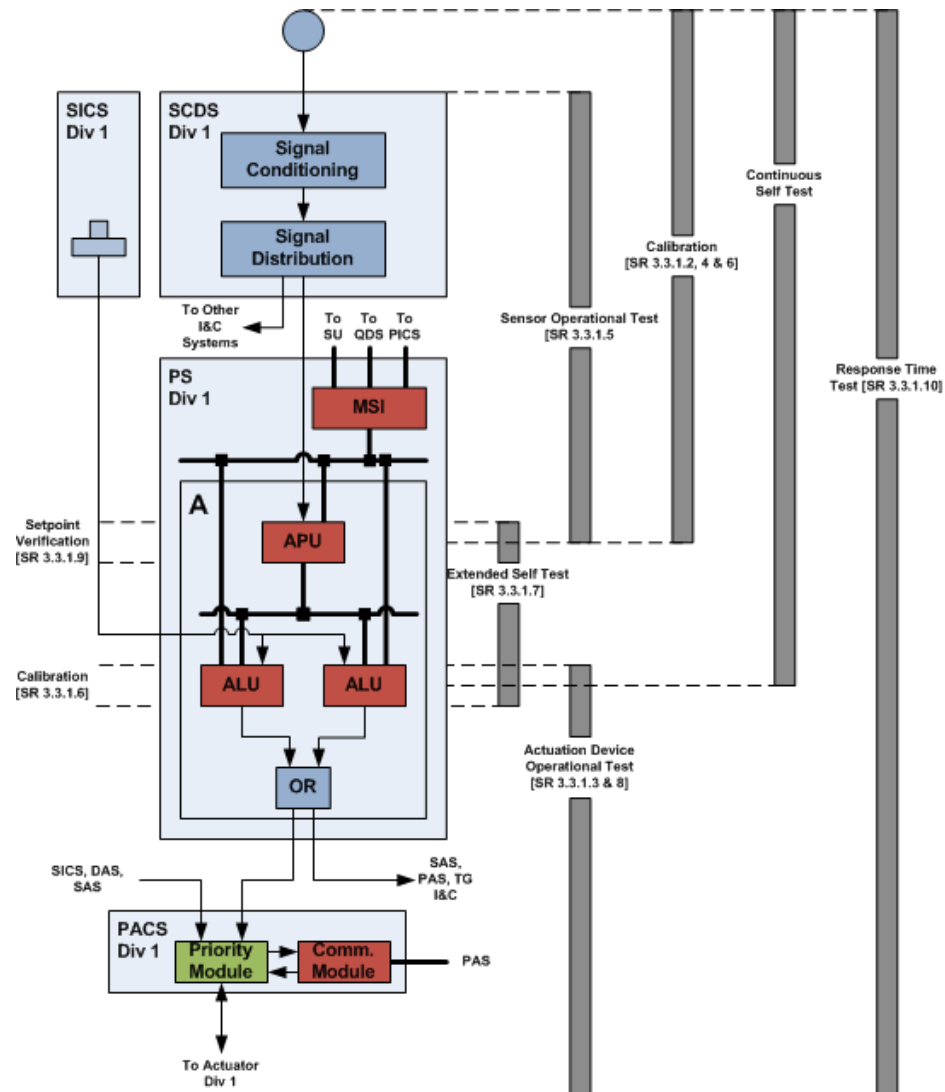 SICS
Div 1
SCDS
Div 1
Signal
Conditioning
Signal
Distribution
Continuous
Self Test
Calibration
[SR 3.3.1.2, 4 & 6]
To Other
I&C
Systems
To
SU
To
QDS
To
PICS
Sensor Operational Test
[SR 3.3.1.5
Response Time
Test [SR 3.3.1.10]
PS
Div 1
MSI
A
APU
Setpoint
Verification
[SR 3.3.1.9]
Extended Self Test
[SR 3.3.1.7]
ALU
ALU
Calibration
[SR 3.3.1.6]
Actuation Device
Operational Test
[SR 3.3.1.3 & 8]
OR
SICS, DAS,
SAS
SAS,
PAS, TG
I&C
PACS
Div 1
Priority
Module
Comm.
Module
PAS
To Actuator
Div 1